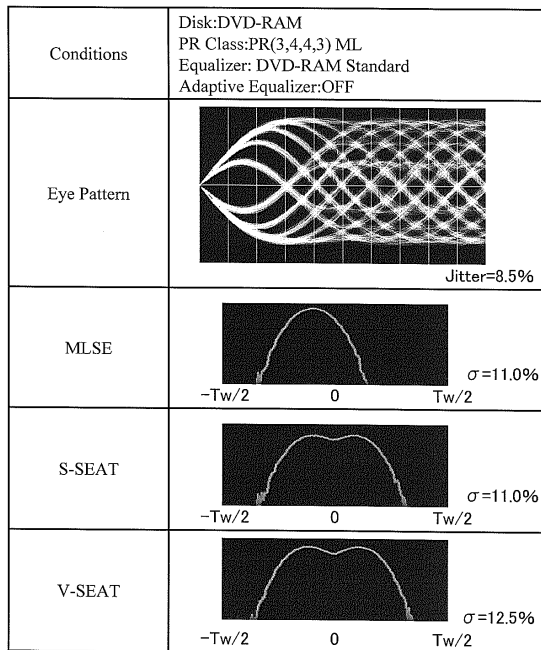 Conditions
Disk:DVD-RAM
PR Class:PR(3,4,4,3) ML
Equalizer: DVD-RAM Standard
Adaptive Equalizer:OFF
Eye Pattern
Jitter=8.5%
MLSE
σ=11.0%
-Tw/2 0 Tw/2
S-SEAT
σ=11.0%
-Tw/2 0 Tw/2
V-SEAT
σ=12.5%
-Tw/2 0 Tw/2